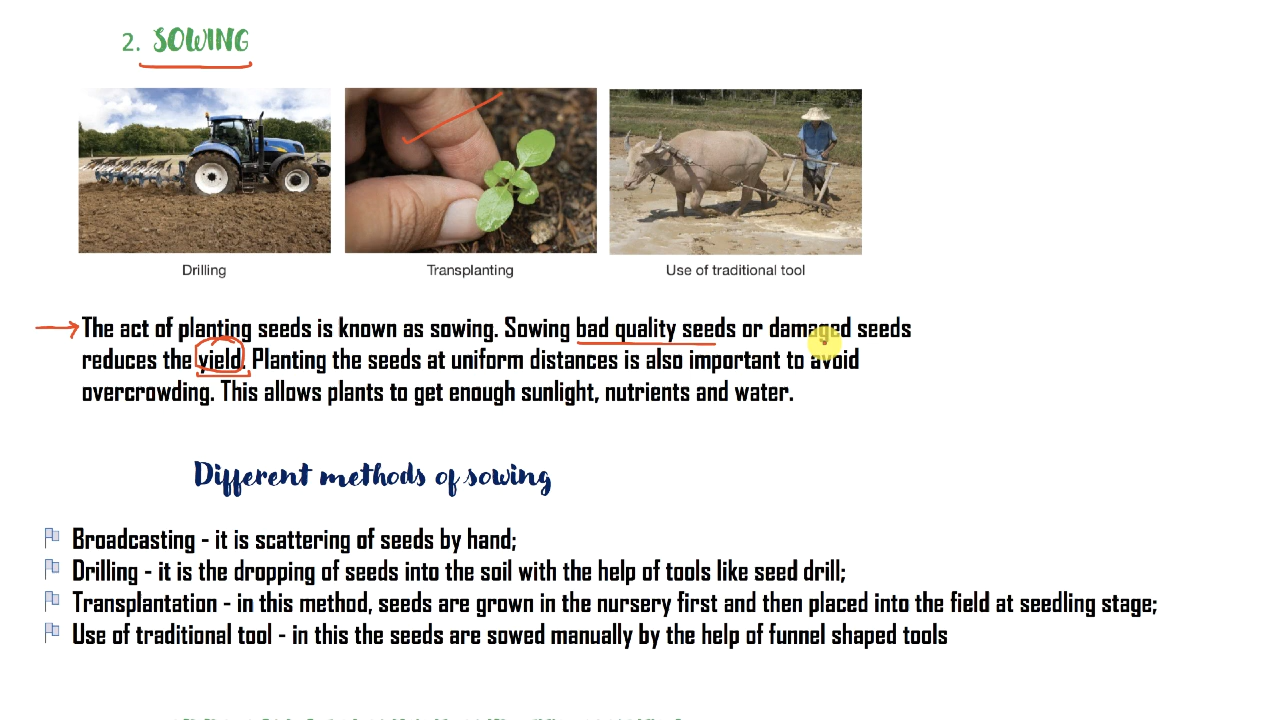 2. SOWING
Drilling
Transplanting
Use of traditional tool
The act of planting seeds is known as sowing. Sowing bad quality seeds or damaged seeds
reduces the yield. Planting the seeds at uniform distances is also important to avoid
overcrowding. This allows plants to get enough sunlight, nutrients and water.
Different methods of sowing
Broadcasting - it is scattering of seeds by hand;
Drilling - it is the dropping of seeds into the soil with the help of tools like seed drill;
Transplantation - in this method, seeds are grown in the nursery first and then placed into the field at seedling stage;
Use of traditional tool - in this the seeds are sowed manually by the help of funnel shaped tools